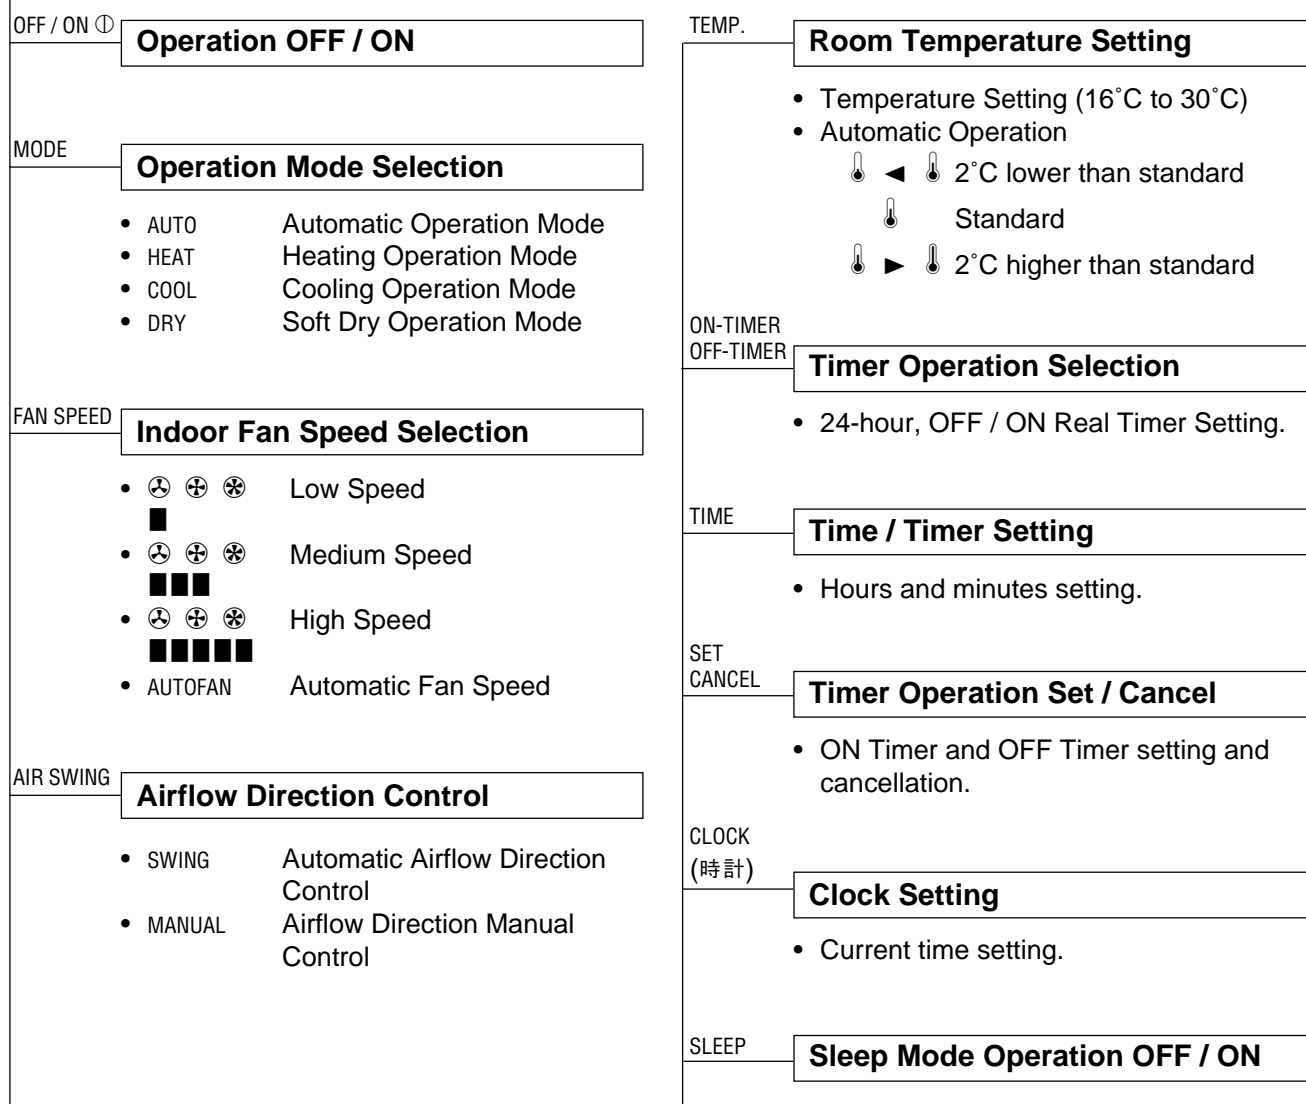 OFF / ON
Operation OFF / ON
MODE
Operation Mode Selection
• AUTO Automatic Operation Mode
• HEAT Heating Operation Mode
• COOL Cooling Operation Mode
• DRY Soft Dry Operation Mode
FAN SPEED
Indoor Fan Speed Selection
• Low Speed
• Medium Speed
• High Speed
• AUTOFAN Automatic Fan Speed
AIR SWING
Airflow Direction Control
• SWING Automatic Airflow Direction
Control
• MANUAL Airflow Direction Manual
Control
TEMP.
Room Temperature Setting
• Temperature Setting (16˚C to 30˚C)
• Automatic Operation
2˚C lower than standard
Standard
2˚C higher than standard
ON-TIMER
OFF-TIMER
Timer Operation Selection
• 24-hour, OFF / ON Real Timer Setting.
TIME
Time / Timer Setting
• Hours and minutes setting.
SET
CANCEL
Timer Operation Set / Cancel
• ON Timer and OFF Timer setting and
cancellation.
CLOCK
(時計)
Clock Setting
• Current time setting.
SLEEP
Sleep Mode Operation OFF / ON